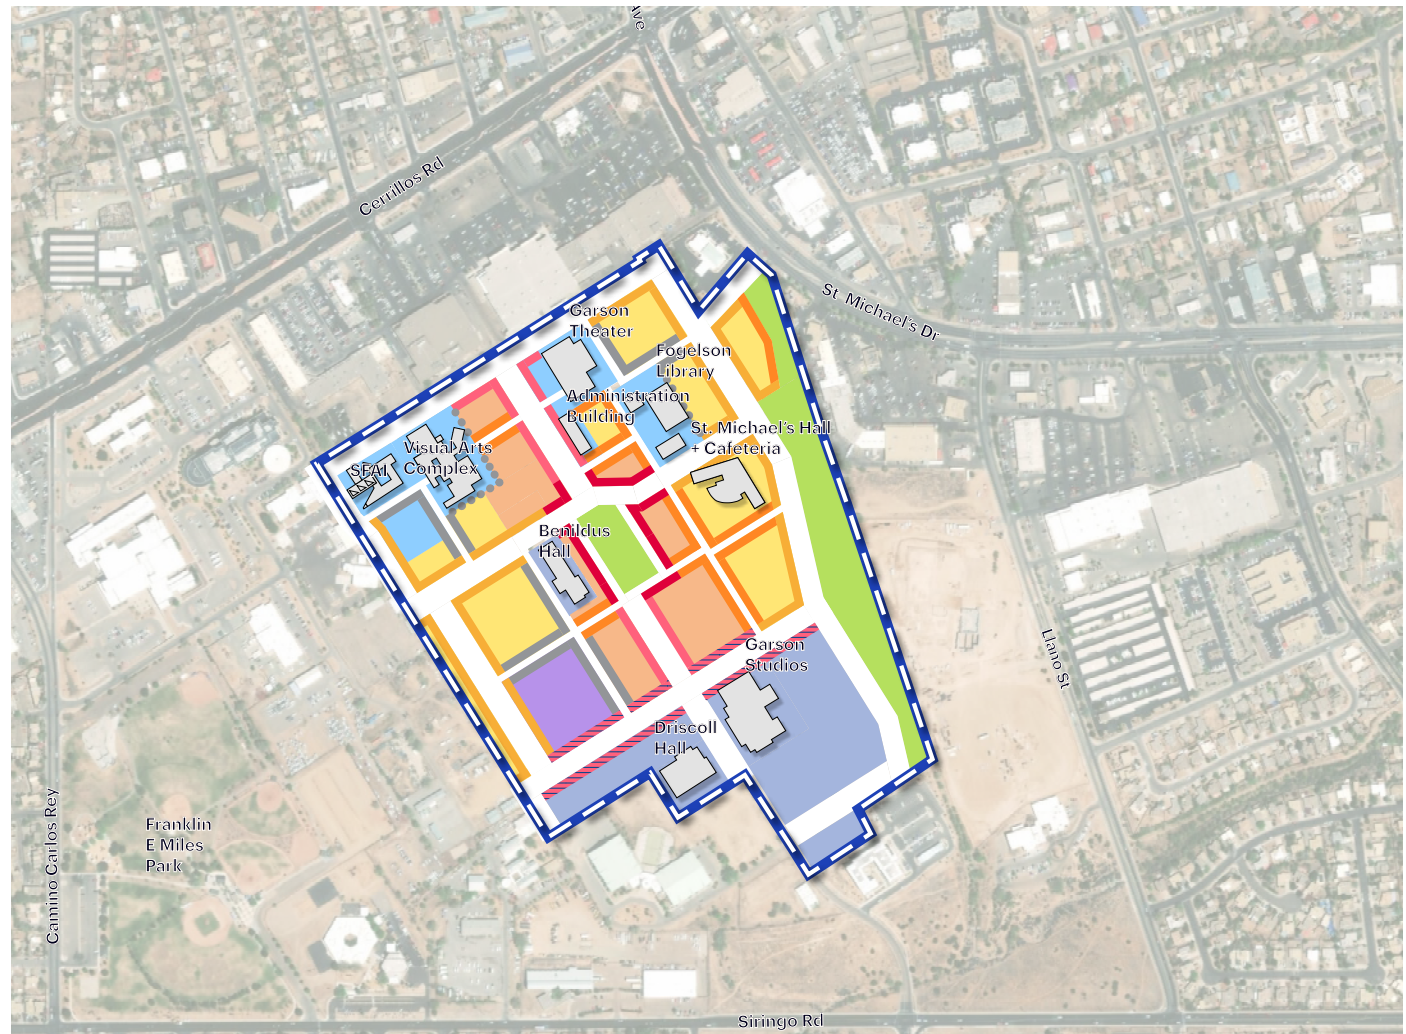 Ave
Cerrillos Rd
St. Michael's Dr
Garson
Theater
Fogelson
Library
Administration
Building
St. Michael's Hall
+ Cafeteria
Visual Arts
Complex
SFAI
Benildus
Hall
Garson
Studios
Llano St
Driscoll
Hall
Franklin
E Miles
Park
Camino Carlos Rey
Siringo Rd